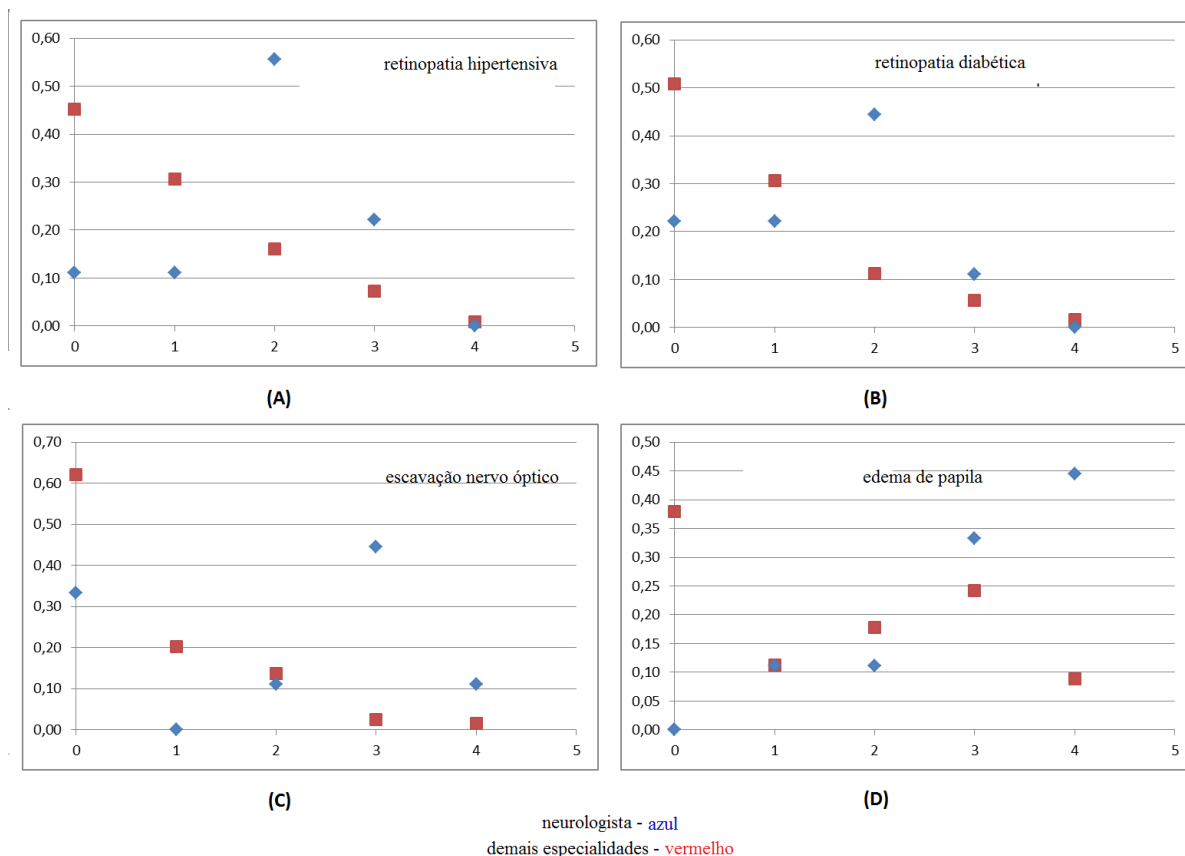 retinopatia hipertensiva
0,60
0,50
0,40
0,30
0,20
0,10
0,00
0 1 2 3 4 5
(A)
retinopatia diabética
0,60
0,50
0,40
0,30
0,20
0,10
0,00
0 1 2 3 4 5
(B)
escavação nervo óptico
0,70
0,60
0,50
0,40
0,30
0,20
0,10
0,00
0 1 2 3 4 5
(C)
edema de papila
0,50
0,45
0,40
0,35
0,30
0,25
0,20
0,15
0,10
0,05
0,00
0 1 2 3 4 5
(D)
neurologista - azul
demais especialidades - vermelho